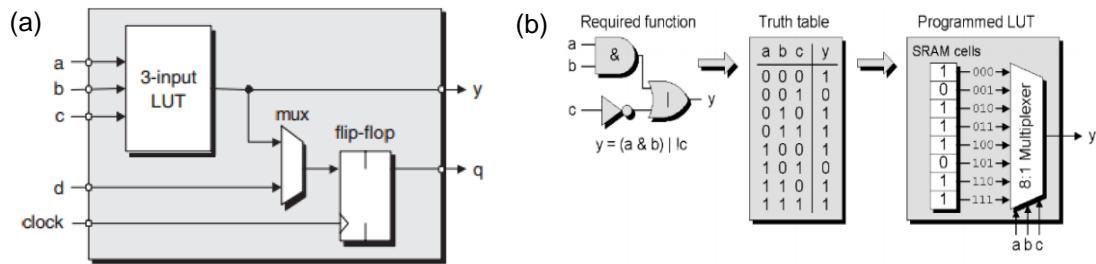 (a)
3-input
LUT
a
b
c
d
clock
mux
flip-flop
y
q
(b)
Required function
a
b
&
c
|
y
y = (a & b) | !c
Truth table
a b c y
0 0 0 1
0 0 1 0
0 1 0 1
0 1 1 1
1 0 0 1
1 0 1 0
1 1 0 1
1 1 1 1
Programmed LUT
SRAM cells
1 000
0 001
1 010
1 011
1 100
0 101
1 110
1 111
8:1 Multiplexer
y
a b c